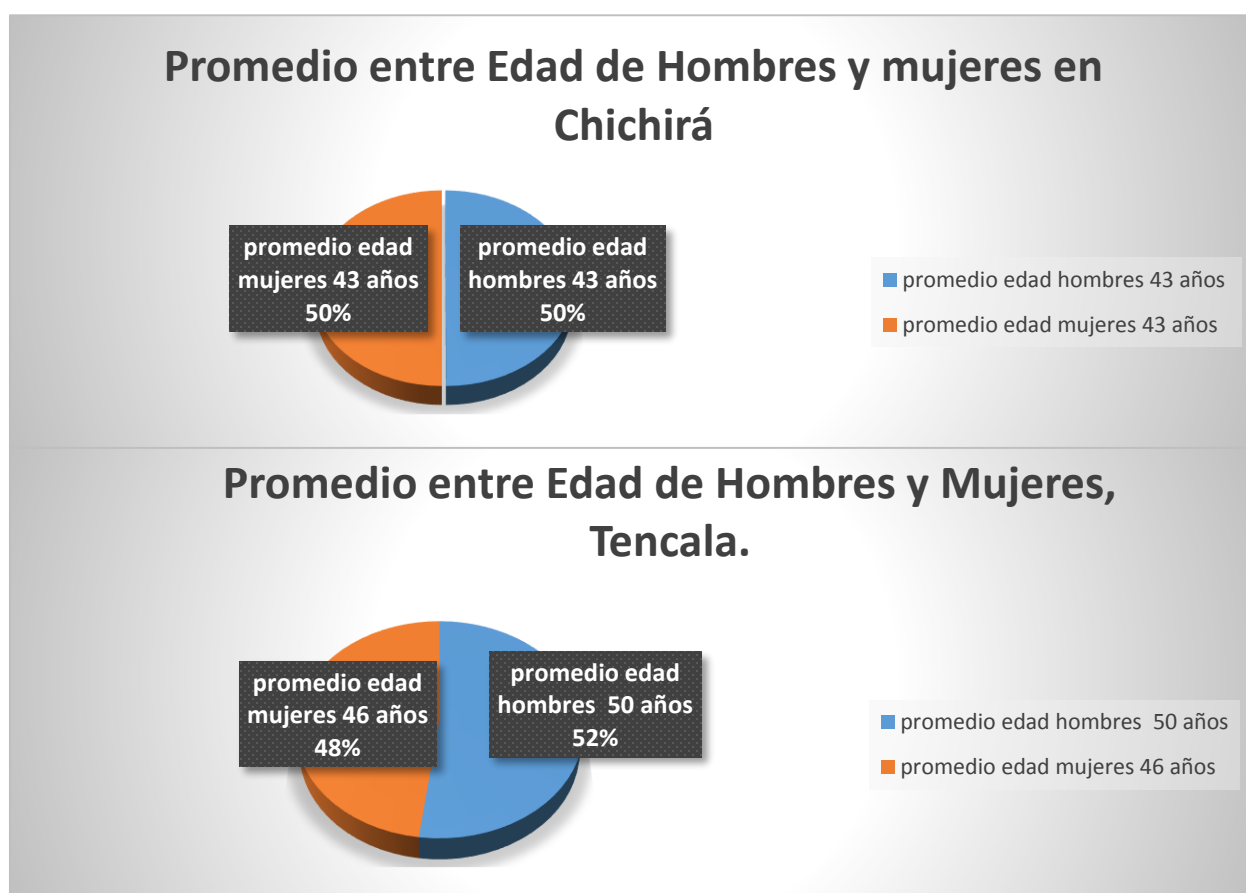 Promedio entre Edad de Hombres y mujeres en
Chichirá
promedio edad
mujeres 43 años
50%
promedio edad
hombres 43 años
50%
promedio edad hombres 43 años
promedio edad mujeres 43 años
Promedio entre Edad de Hombres y Mujeres,
Tencala.
promedio edad
mujeres 46 años
48%
promedio edad
hombres  50 años
52%
promedio edad hombres  50 años
promedio edad mujeres 46 años